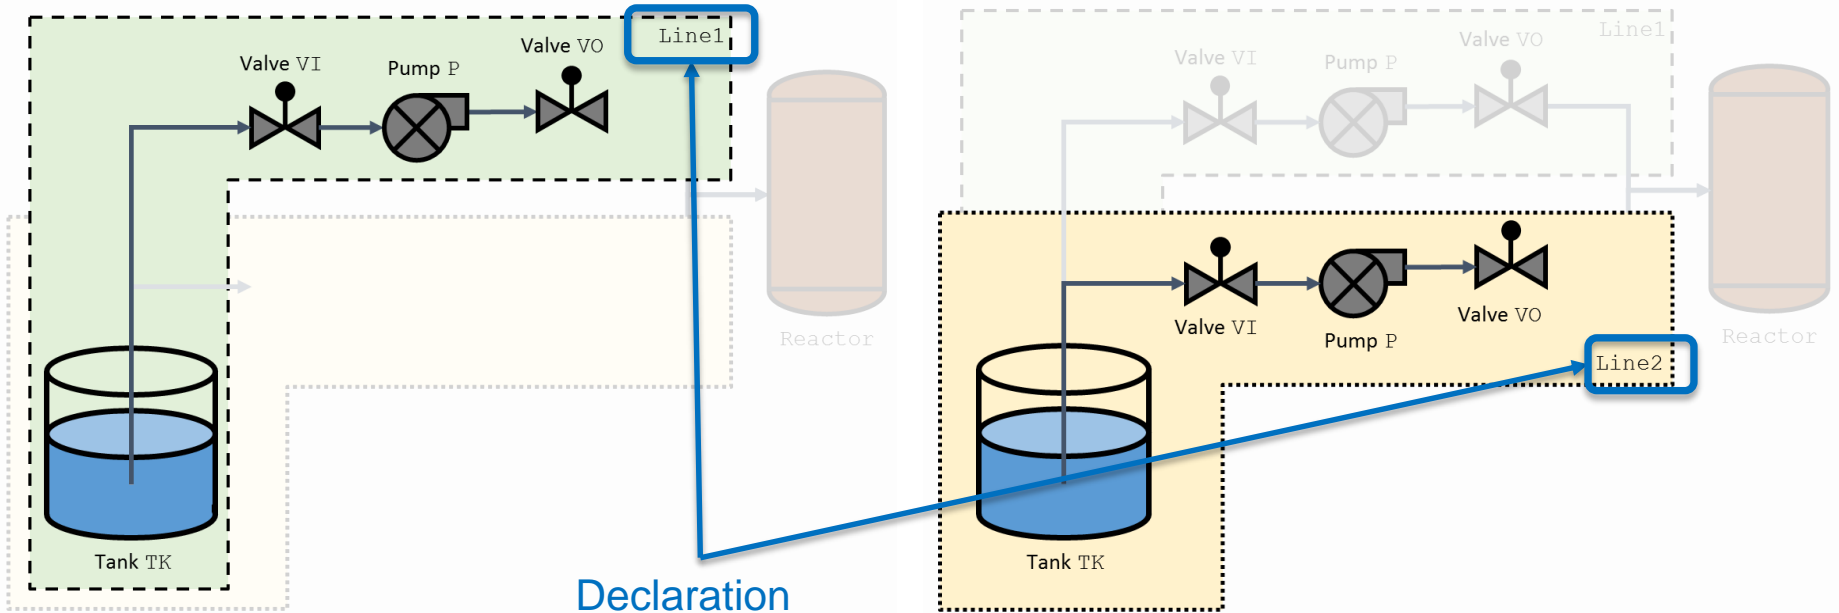 Line1
Valve VO
Valve VI
Pump P
Reactor
Tank TK
Declaration
Line1
Valve VO
Valve VI
Pump P
Valve VI
Pump P
Valve VO
Reactor
Line2
Tank TK